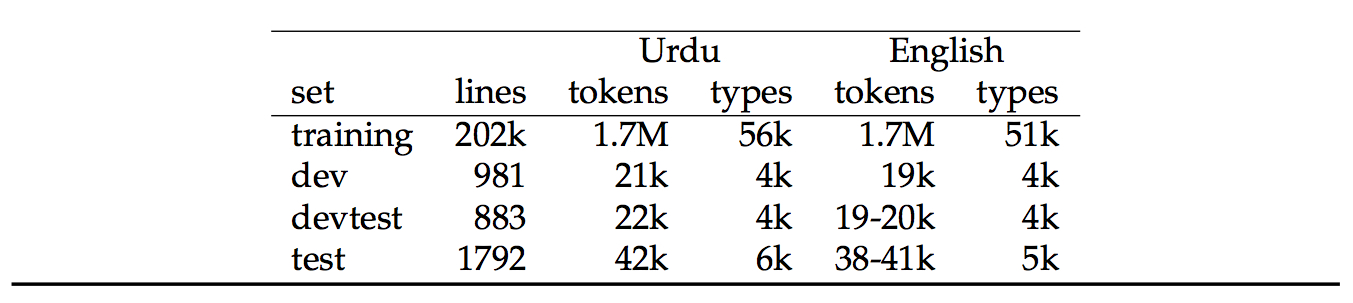 Urdu English
set lines tokens types tokens types
training 202k 1.7M 56k 1.7M 51k
dev 981 21k 4k 19k 4k
devtest 883 22k 4k 19-20k 4k
test 1792 42k 6k 38-41k 5k